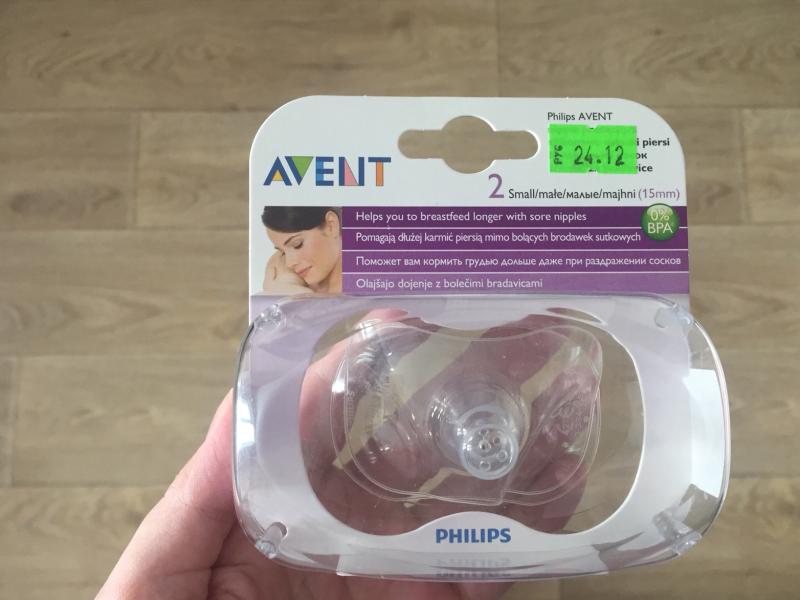 Philips AVENT
i piersi
ок
vice
РУБ 24.12
AVENT
2 Small/małe/малые/majhni (15mm)
0%
BPA
Helps you to breastfeed longer with sore nipples
Pomagają dłużej karmić piersią mimo bolących brodawek sutkowych
Поможет вам кормить грудью дольше даже при раздражении сосков
Olajšajo dojenje z bolečimi bradavicami
PHILIPS